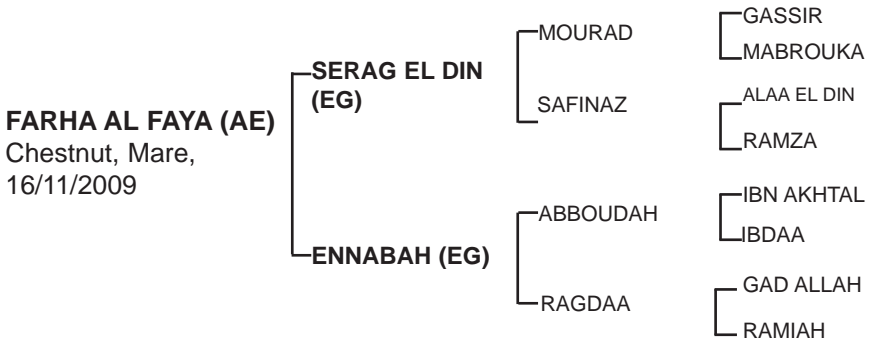 FARHA AL FAYA (AE)
Chestnut, Mare,
16/11/2009
SERAG EL DIN
(EG)
ENNABAH (EG)
MOURAD
SAFINAZ
ABBOUDAH
RAGDAA
GASSIR
MABROUKA
ALAA EL DIN
RAMZA
IBN AKHTAL
IBDAA
GAD ALLAH
RAMIAH